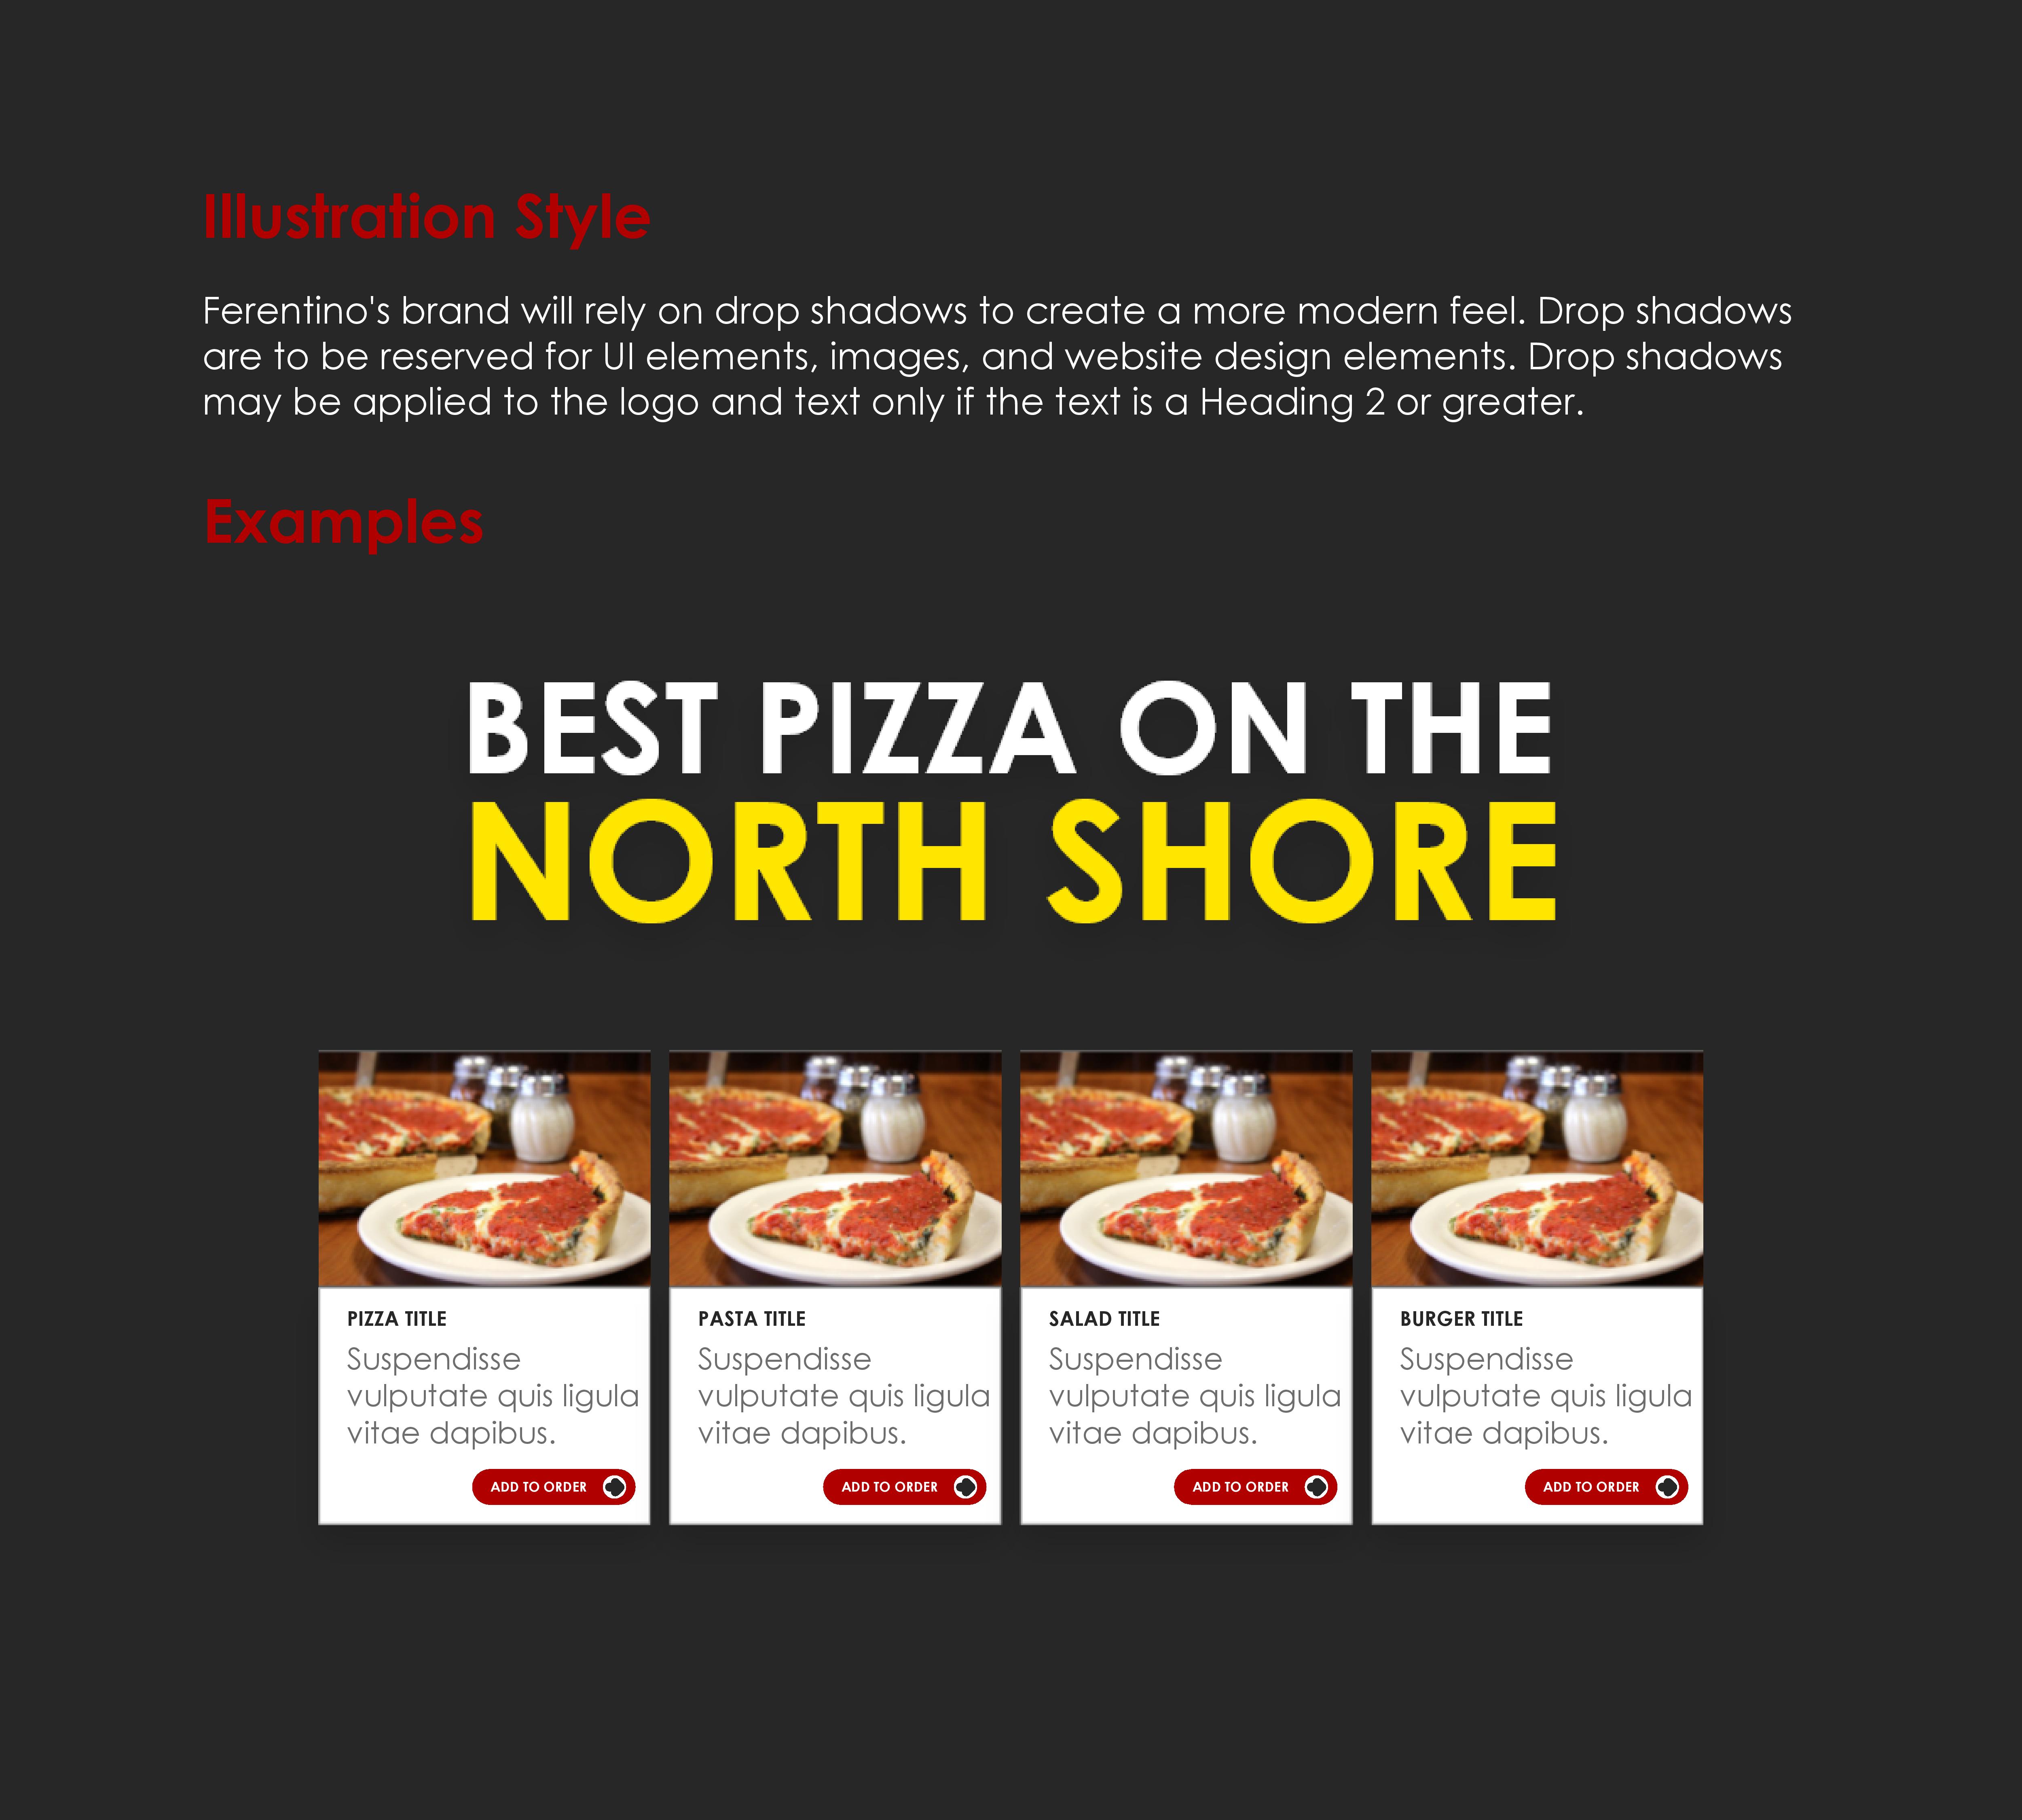 Illustration Style
Ferentino's brand will rely on drop shadows to create a more modern feel. Drop shadows
are to be reserved for UI elements, images, and website design elements. Drop shadows
may be applied to the logo and text only if the text is a Heading 2 or greater.
Examples
BEST PIZZA ON THE
NORTH SHORE
PIZZA TITLE
Suspendisse
vulputate quis ligula
vitae dapibus.
ADD TO ORDER
PASTA TITLE
Suspendisse
vulputate quis ligula
vitae dapibus.
ADD TO ORDER
SALAD TITLE
Suspendisse
vulputate quis ligula
vitae dapibus.
ADD TO ORDER
BURGER TITLE
Suspendisse
vulputate quis ligula
vitae dapibus.
ADD TO ORDER